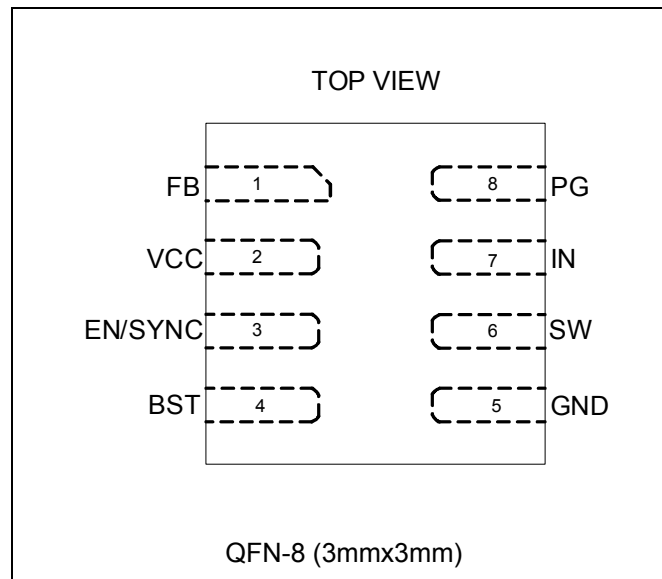 TOP VIEW
FB 1 8 PG
VCC 2 7 IN
EN/SYNC 3 6 SW
BST 4 5 GND
QFN-8 (3mmx3mm)